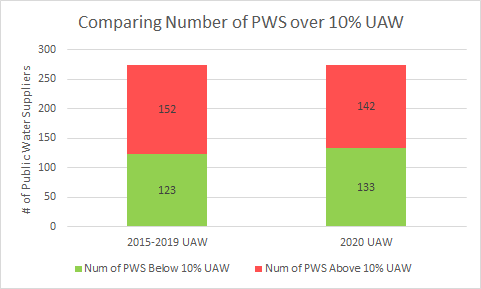 Comparing Number of PWS over 10% UAW
# of Public Water Suppliers
300
250
200
150
100
50
0
152
123
142
133
2015-2019 UAW
2020 UAW
Num of PWS Below 10% UAW
Num of PWS Above 10% UAW